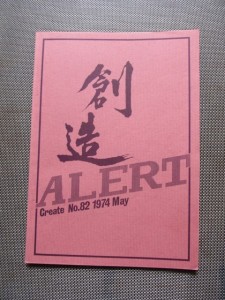 創
造
ALERT
Create No.82 1974 May